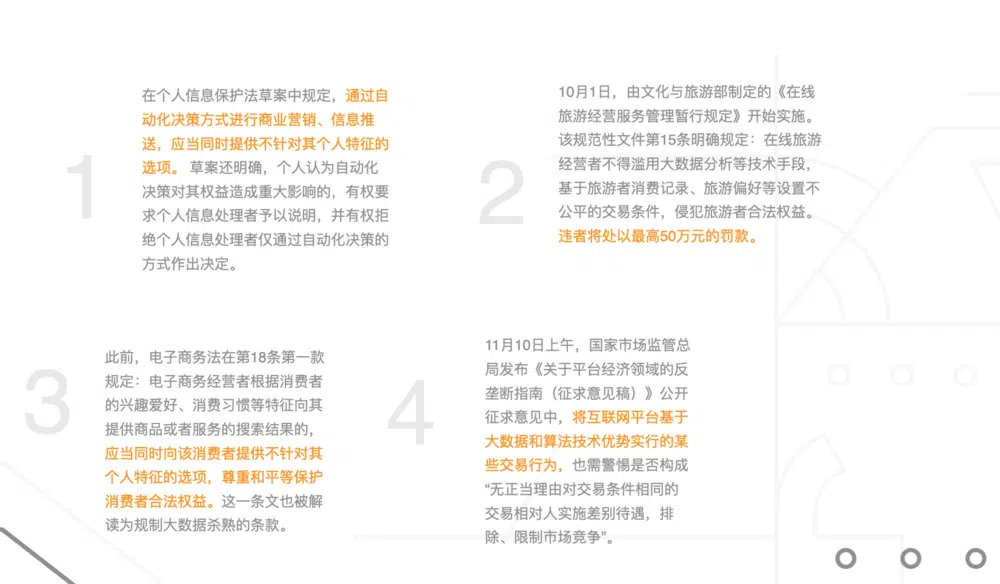 1
在个人信息保护法草案中规定，通过自
动化决策方式进行商业营销、信息推
送，应当同时提供不针对其个人特征的
选项。 草案还明确，个人认为自动化
决策对其权益造成重大影响的，有权要
求个人信息处理者予以说明，并有权拒
绝个人信息处理者仅通过自动化决策的
方式作出决定。
2
10月1日，由文化与旅游部制定的《在线
旅游经营服务管理暂行规定》开始实施。
该规范性文件第15条明确规定：在线旅游
经营者不得滥用大数据分析等技术手段，
基于旅游者消费记录、旅游偏好等设置不
公平的交易条件，侵犯旅游者合法权益。
违者将处以最高50万元的罚款。
3
此前，电子商务法在第18条第一款
规定：电子商务经营者根据消费者
的兴趣爱好、消费习惯等特征向其
提供商品或者服务的搜索结果的，
应当同时向该消费者提供不针对其
个人特征的选项，尊重和平等保护
消费者合法权益。这一条文也被解
读为规制大数据杀熟的条款。
4
11月10日上午，国家市场监管总
局发布《关于平台经济领域的反
垄断指南（征求意见稿）》公开
征求意见中，将互联网平台基于
大数据和算法技术优势实行的某
些交易行为，也需警惕是否构成
“无正当理由对交易条件相同的
交易相对人实施差别待遇，排
除、限制市场竞争”。